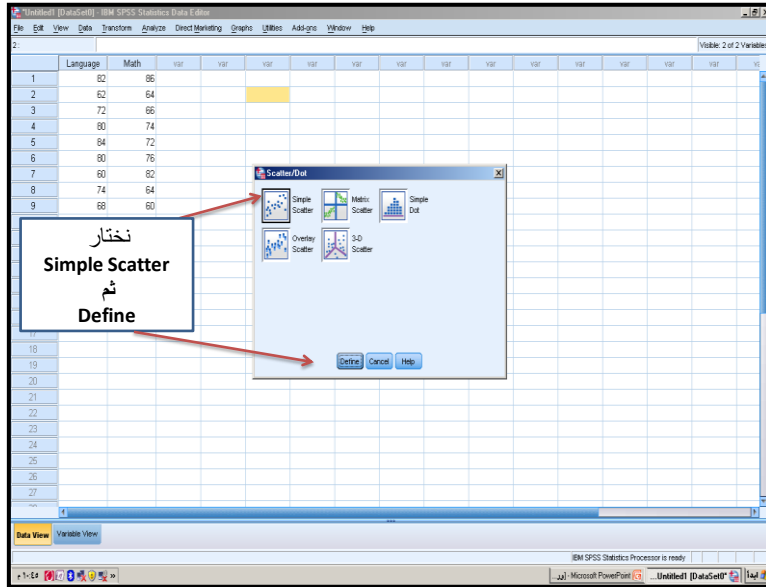 *Untitled1 [DataSet0] - IBM SPSS Statistics Data Editor
File Edit View Data Transform Analyze Direct Marketing Graphs Utilities Add-ons Window Help
2 : Visible: 2 of 2 Variables
Language Math var var var var var var var var var var var
1 82 86
2 62 64
3 72 66
4 80 74
5 84 72
6 80 76
7 60 82
8 74 64
9 68 60
17
18
19
20
21
22
23
24
25
26
27
Scatter/Dot
Simple Scatter
Matrix Scatter
Simple Dot
Overlay Scatter
3-D Scatter
Define Cancel Help
نختار
Simple Scatter
ثم
Define
Data View Variable View
IBM SPSS Statistics Processor is ready
Microsoft PowerPoint
*Untitled1 [DataSet0]...
ابدأ